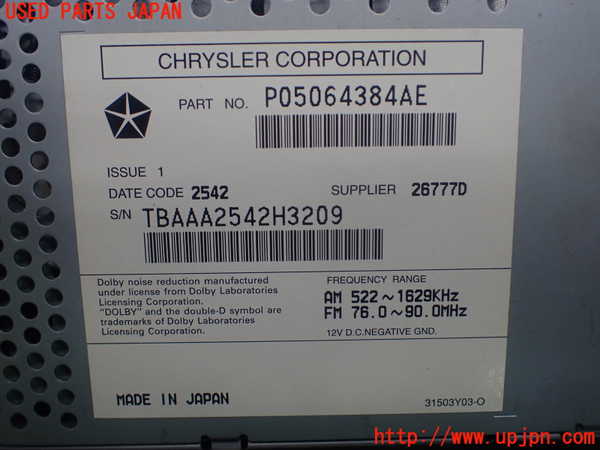 USED PARTS JAPAN
CHRYSLER CORPORATION
PART NO. P05064384AE
ISSUE 1
DATE CODE 2542 SUPPLIER 26777D
S/N TBAAA2542H3209
Dolby noise reduction manufactured
under license from Dolby Laboratories
Licensing Corporation.
"DOLBY" and the double-D symbol are
trademarks of Dolby Laboratories
Licensing Corporation.
FREQUENCY RANGE
AM 522~1629KHz
FM 76.0~90.0MHz
12V D.C.NEGATIVE GND.
MADE IN JAPAN
31503Y03-O
http://www.upjpn.com/